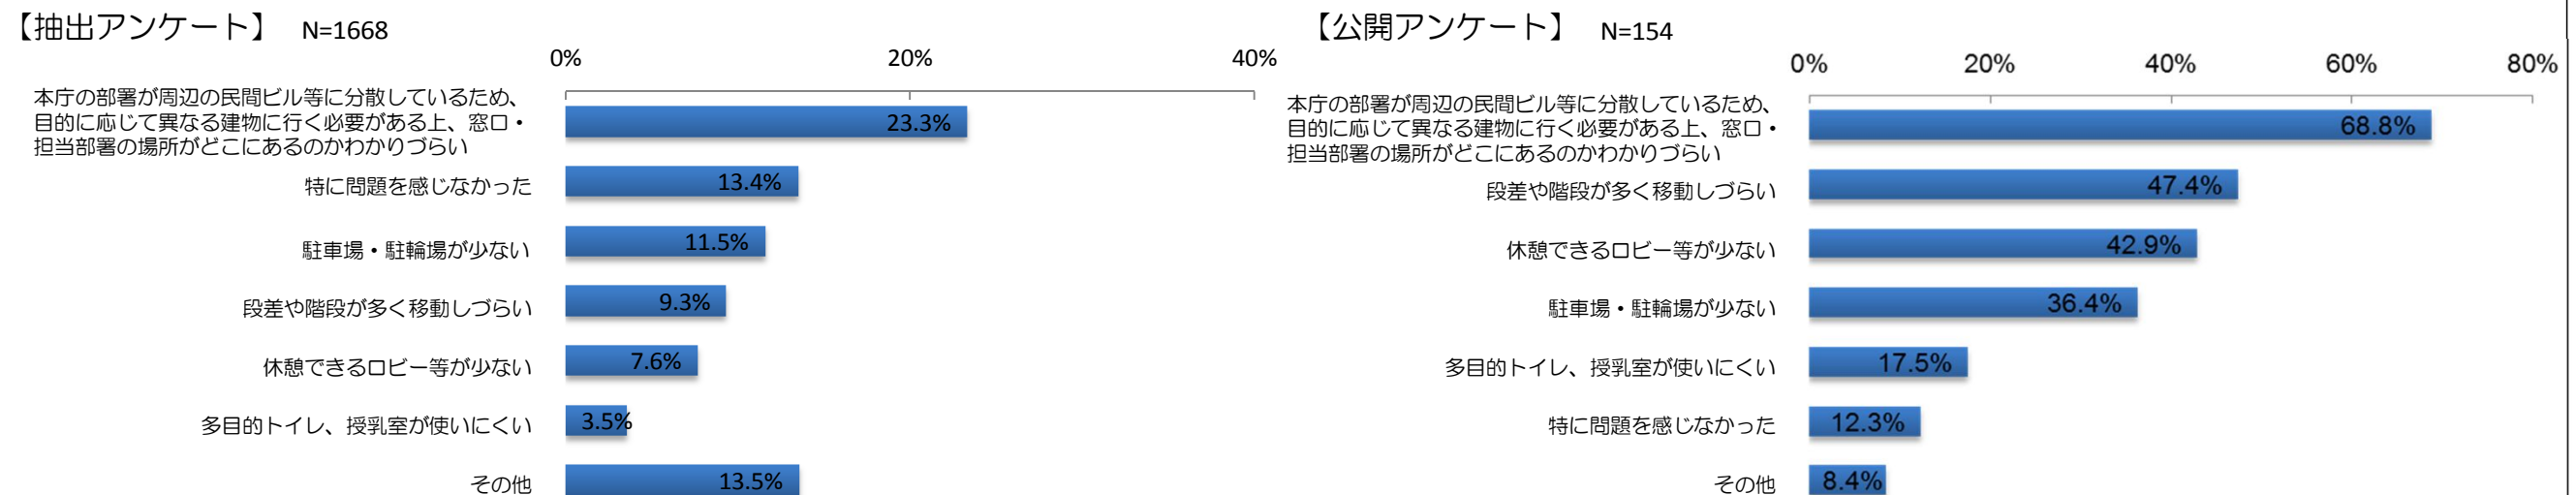 【抽出アンケート】 N=1668
0% 20% 40%
本庁の部署が周辺の民間ビル等に分散しているため、
目的に応じて異なる建物に行く必要がある上、窓口・
担当部署の場所がどこにあるのかわかりづらい
23.3%
特に問題を感じなかった 13.4%
駐車場・駐輪場が少ない 11.5%
段差や階段が多く移動しづらい 9.3%
休憩できるロビー等が少ない 7.6%
多目的トイレ、授乳室が使いにくい 3.5%
その他 13.5%
【公開アンケート】 N=154
0% 20% 40% 60% 80%
本庁の部署が周辺の民間ビル等に分散しているため、
目的に応じて異なる建物に行く必要がある上、窓口・
担当部署の場所がどこにあるのかわかりづらい
68.8%
段差や階段が多く移動しづらい 47.4%
休憩できるロビー等が少ない 42.9%
駐車場・駐輪場が少ない 36.4%
多目的トイレ、授乳室が使いにくい 17.5%
特に問題を感じなかった 12.3%
その他 8.4%